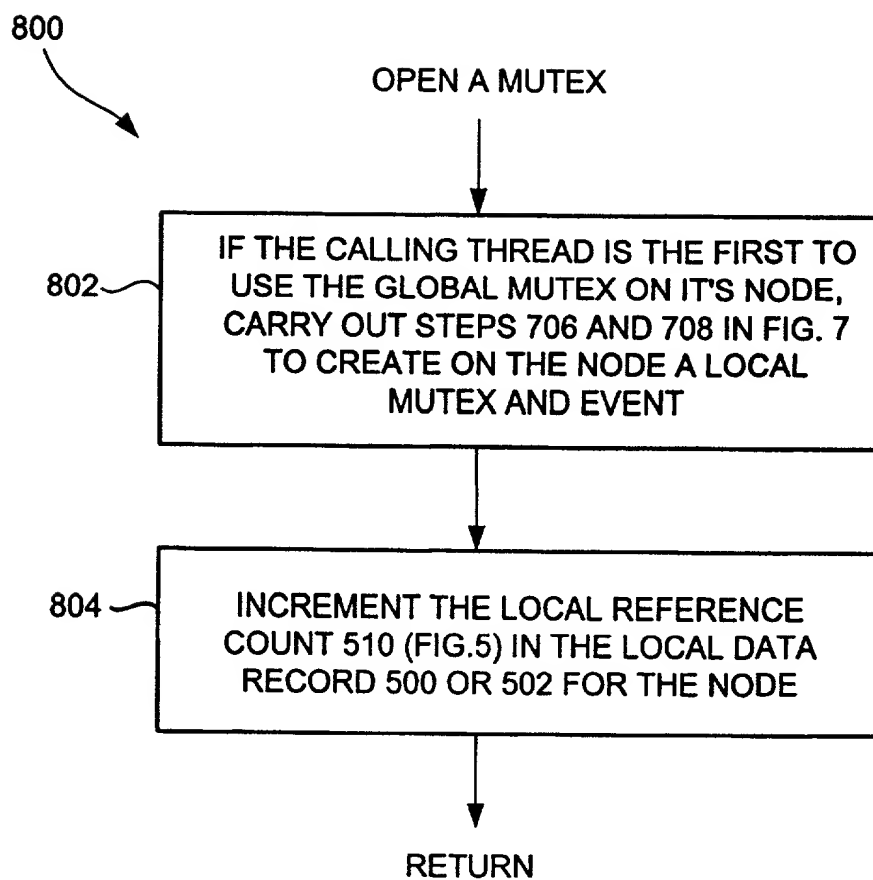 800
OPEN A MUTEX
802
IF THE CALLING THREAD IS THE FIRST TO
USE THE GLOBAL MUTEX ON IT'S NODE,
CARRY OUT STEPS 706 AND 708 IN FIG. 7
TO CREATE ON THE NODE A LOCAL
MUTEX AND EVENT
804
INCREMENT THE LOCAL REFERENCE
COUNT 510 (FIG.5) IN THE LOCAL DATA
RECORD 500 OR 502 FOR THE NODE
RETURN